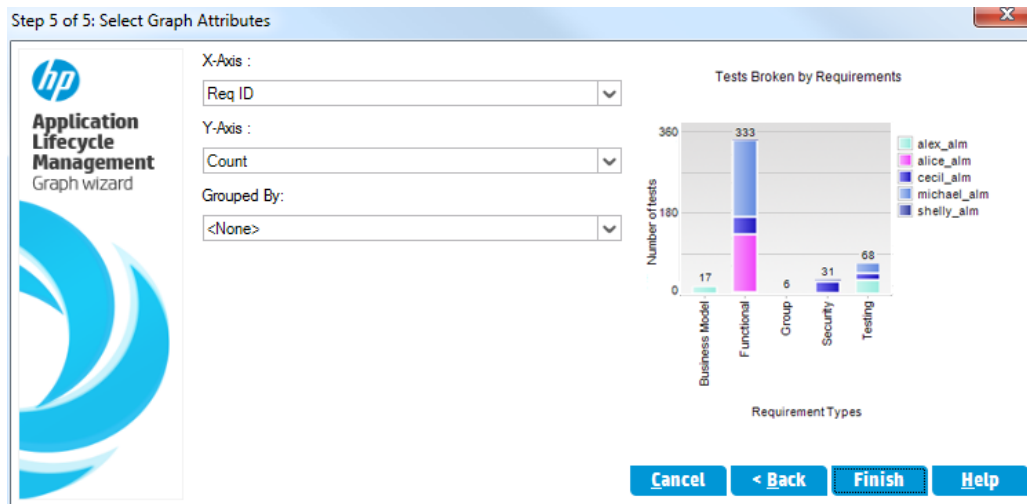 Step 5 of 5: Select Graph Attributes
X
hp
Application
Lifecycle
Management
Graph wizard
X-Axis :
Req ID
Y-Axis :
Count
Grouped By:
<None>
Tests Broken by Requirements
Number of tests
360
180
0
17
333
6
31
68
Business Model
Functional
Group
Security
Testing
Requirement Types
alex_alm
alice_alm
cecil_alm
michael_alm
shelly_alm
Cancel
< Back
Finish
Help